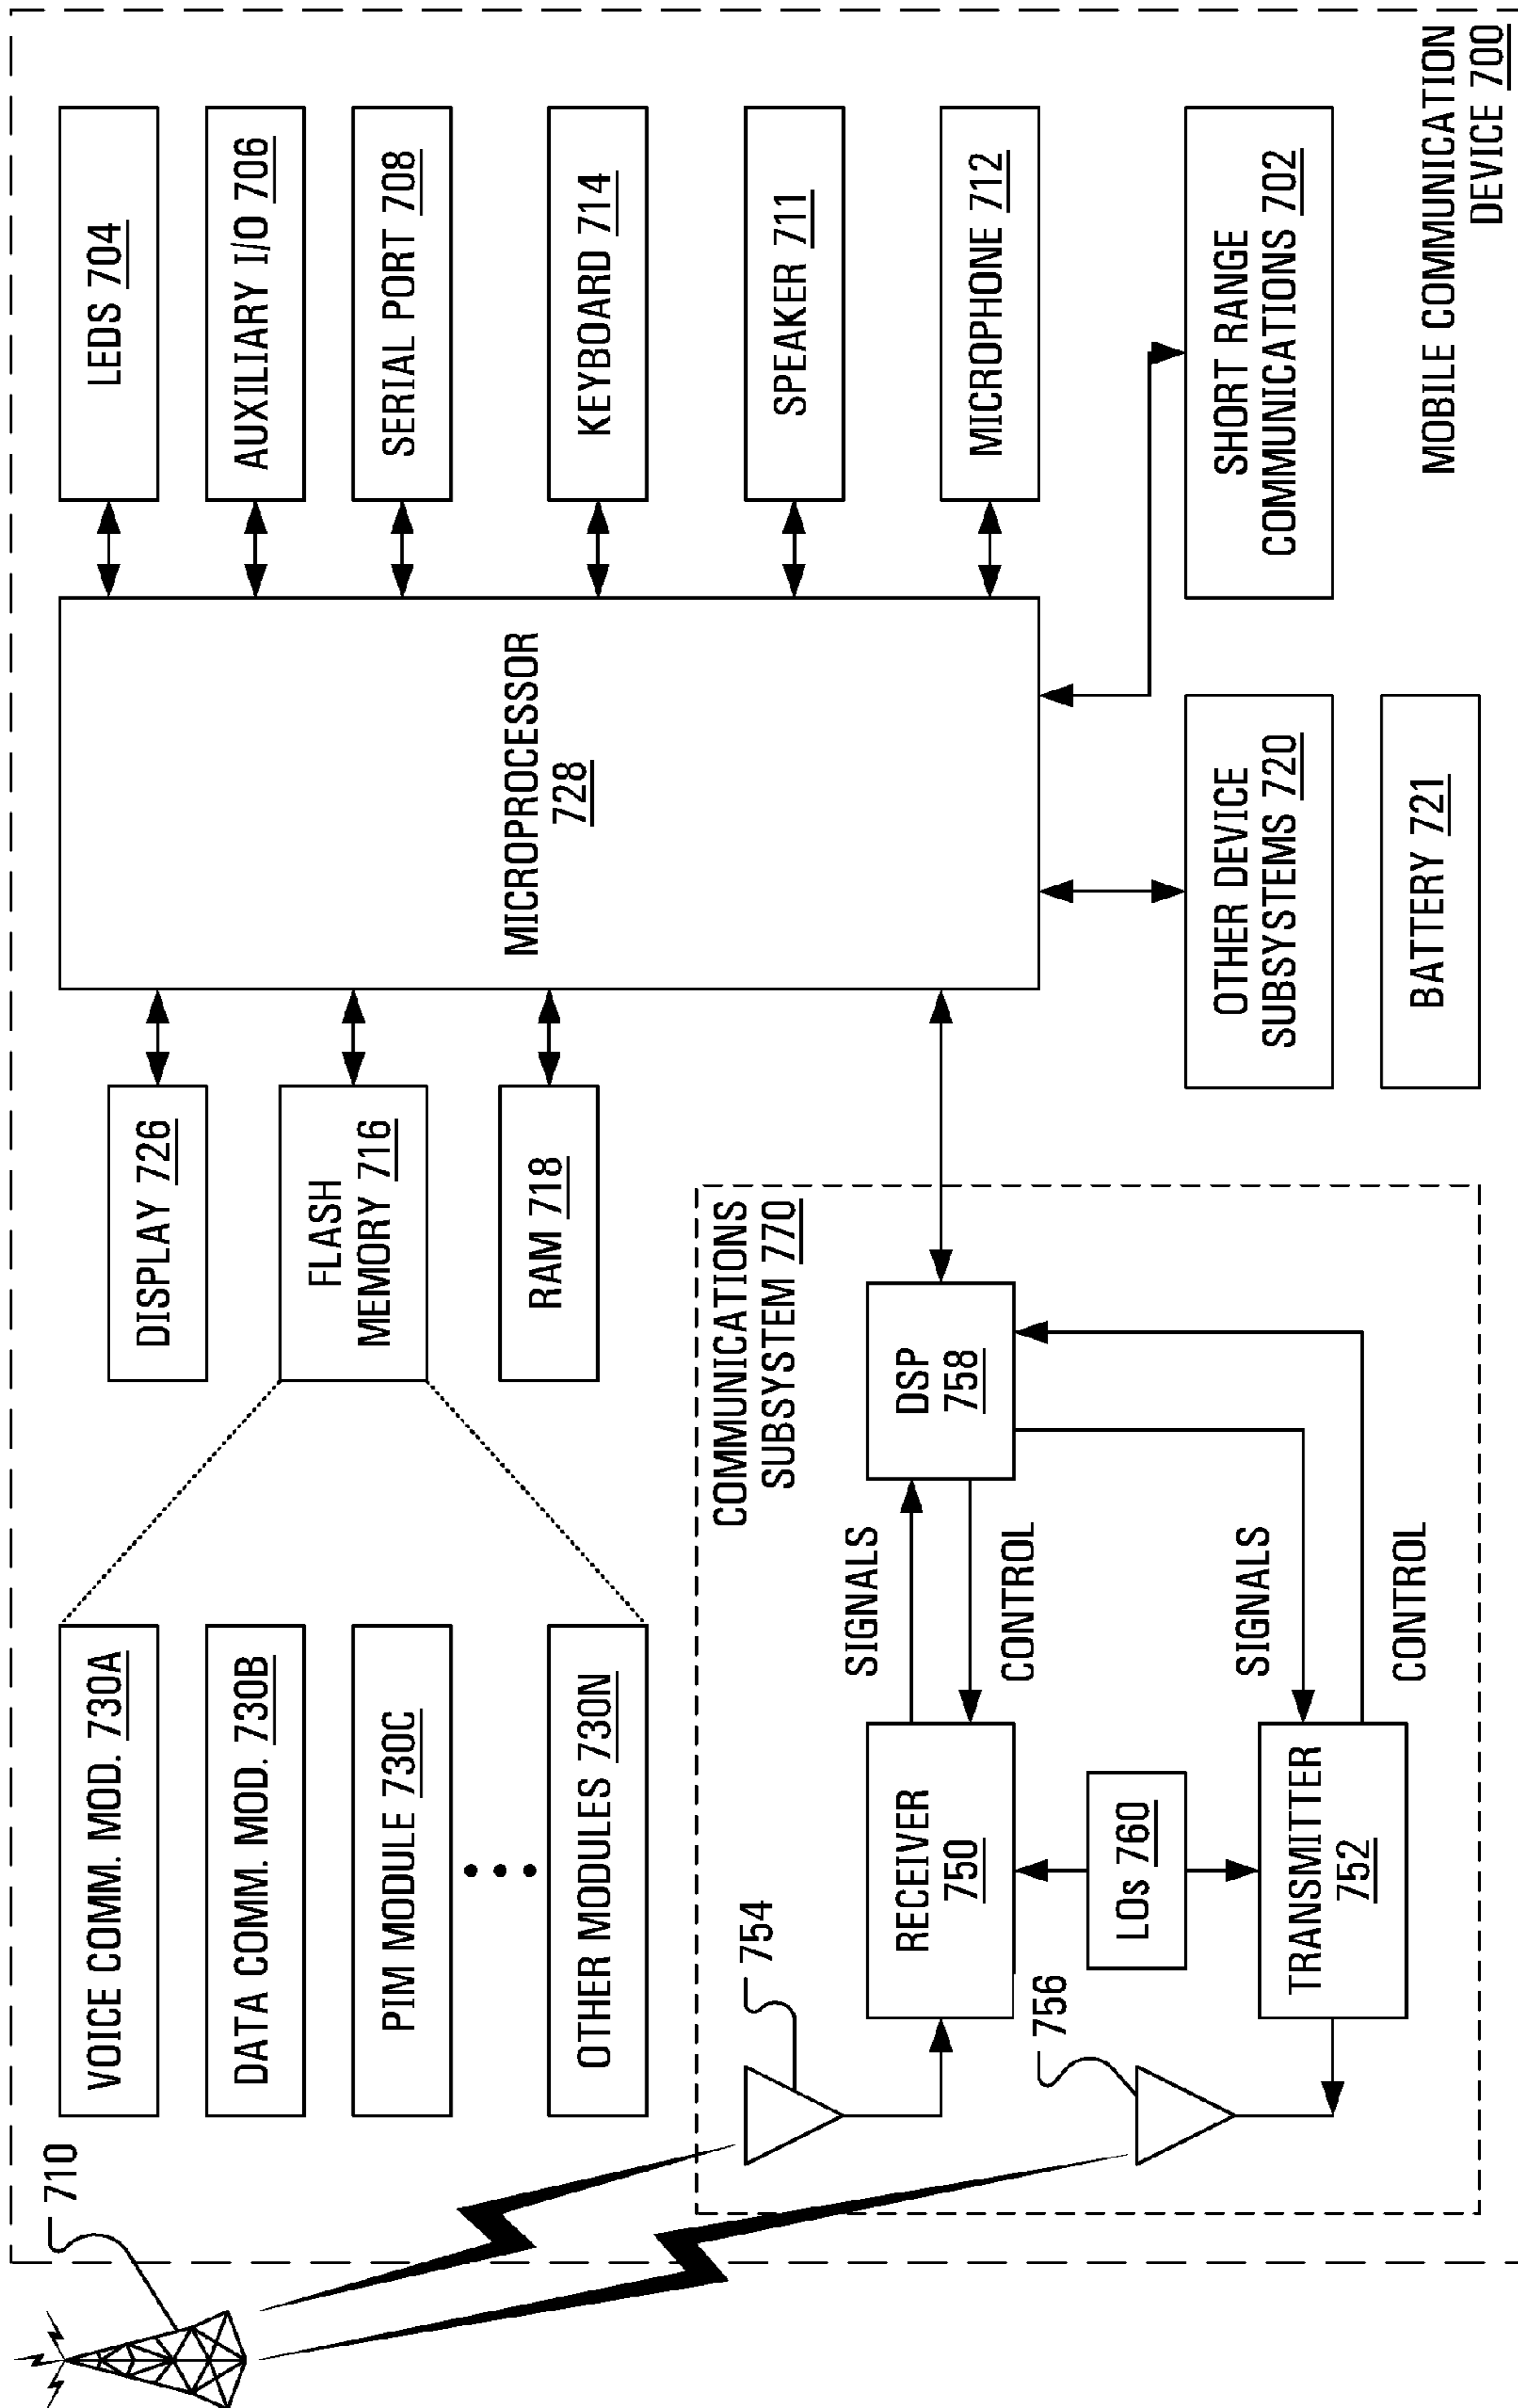 710
VOICE COMM. MOD. 730A
DATA COMM. MOD. 730B
PIM MODULE 730C
OTHER MODULES 730N
DISPLAY 726
FLASH
MEMORY 716
RAM 718
MICROPROCESSOR
728
LEDS 704
AUXILIARY I/O 706
SERIAL PORT 708
KEYBOARD 714
SPEAKER 711
MICROPHONE 712
COMMUNICATIONS
SUBSYSTEM 770
754
RECEIVER
750
SIGNALS
CONTROL
DSP
758
756
LOs 760
TRANSMITTER
752
SIGNALS
CONTROL
OTHER DEVICE
SUBSYSTEMS 720
SHORT RANGE
COMMUNICATIONS 702
BATTERY 721
MOBILE COMMUNICATION
DEVICE 700